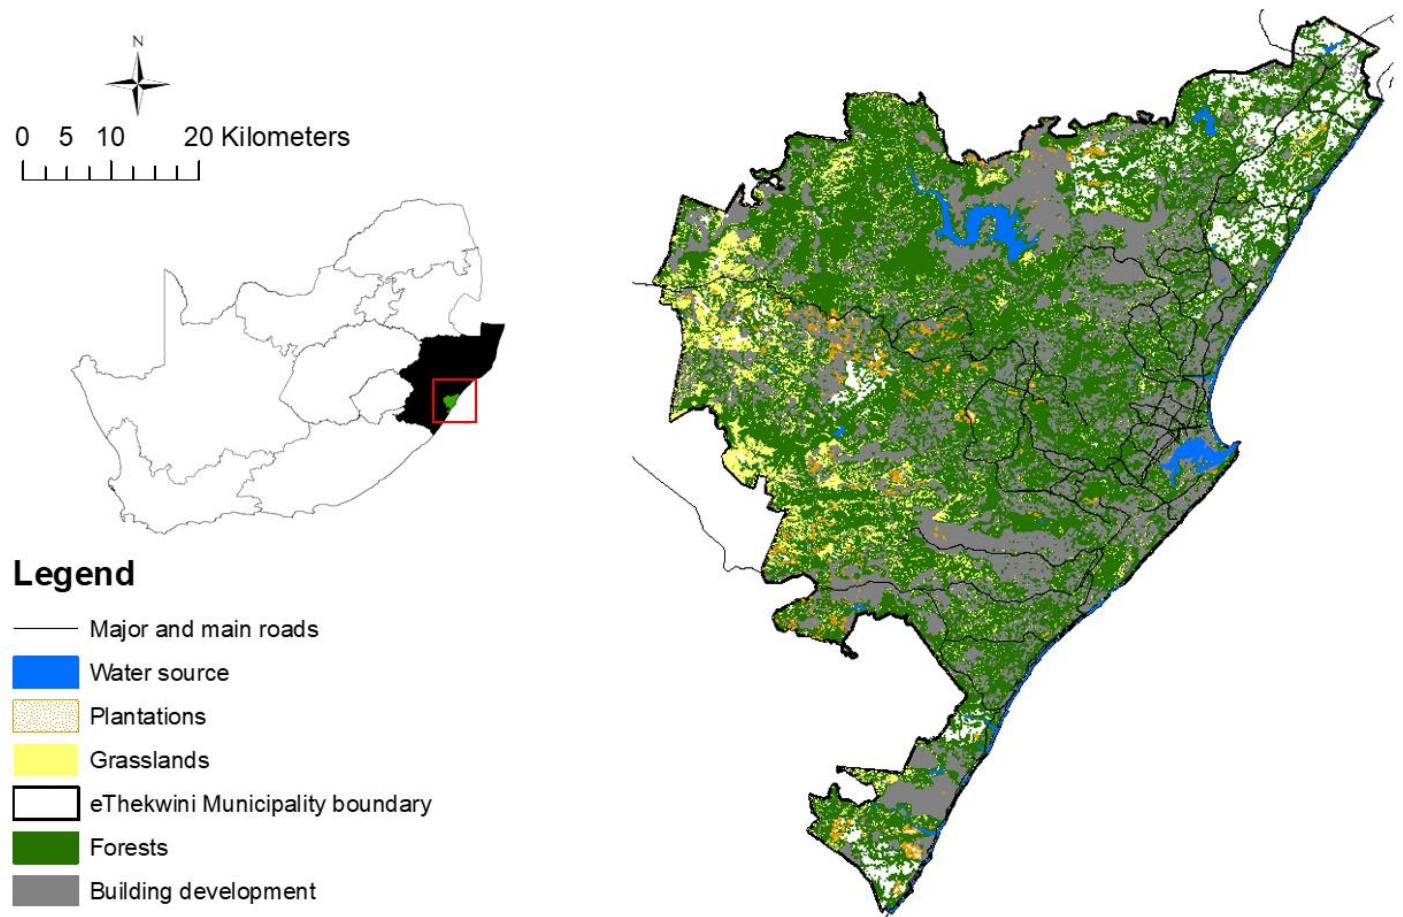 N
0 5 10 20 Kilometers
Legend
Major and main roads
Water source
Plantations
Grasslands
eThekwini Municipality boundary
Forests
Building development